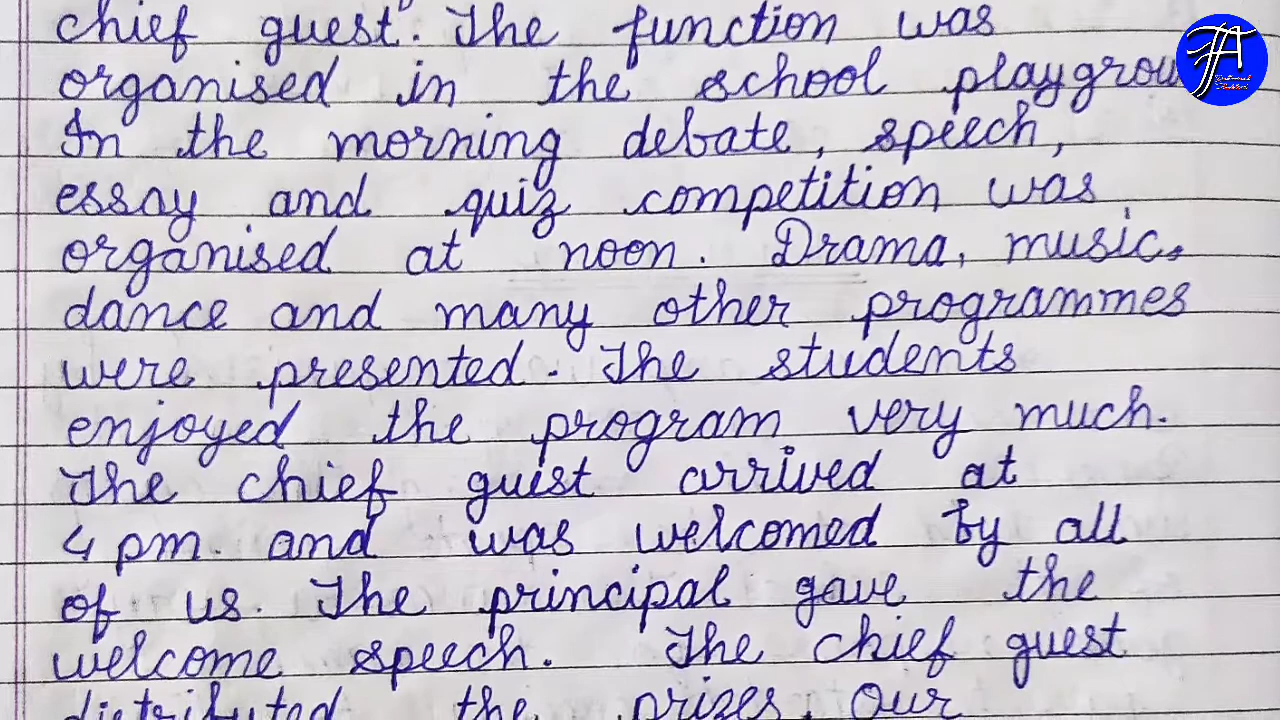 chief guest. The function was
organised in the school playgrou
In the morning debate, speech,
essay and quiz competition was
organised at noon. Drama, music,
dance and many other programmes
were presented. The students
enjoyed the program very much.
The chief guist arrived at
4 pm. and was welcomed by all
of us. The principal gave the
welcome speech. The chief guest
distributed the prizes. Our